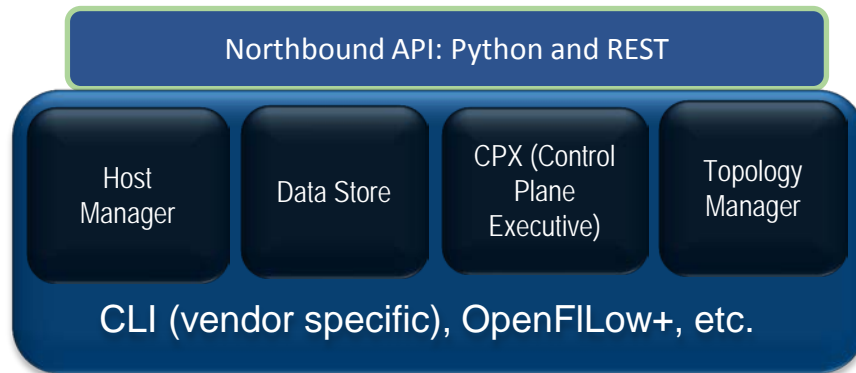 Northbound API: Python and REST
Host
Manager
Data Store
CPX (Control
Plane
Executive)
Topology
Manager
CLI (vendor specific), OpenFlLow+, etc.